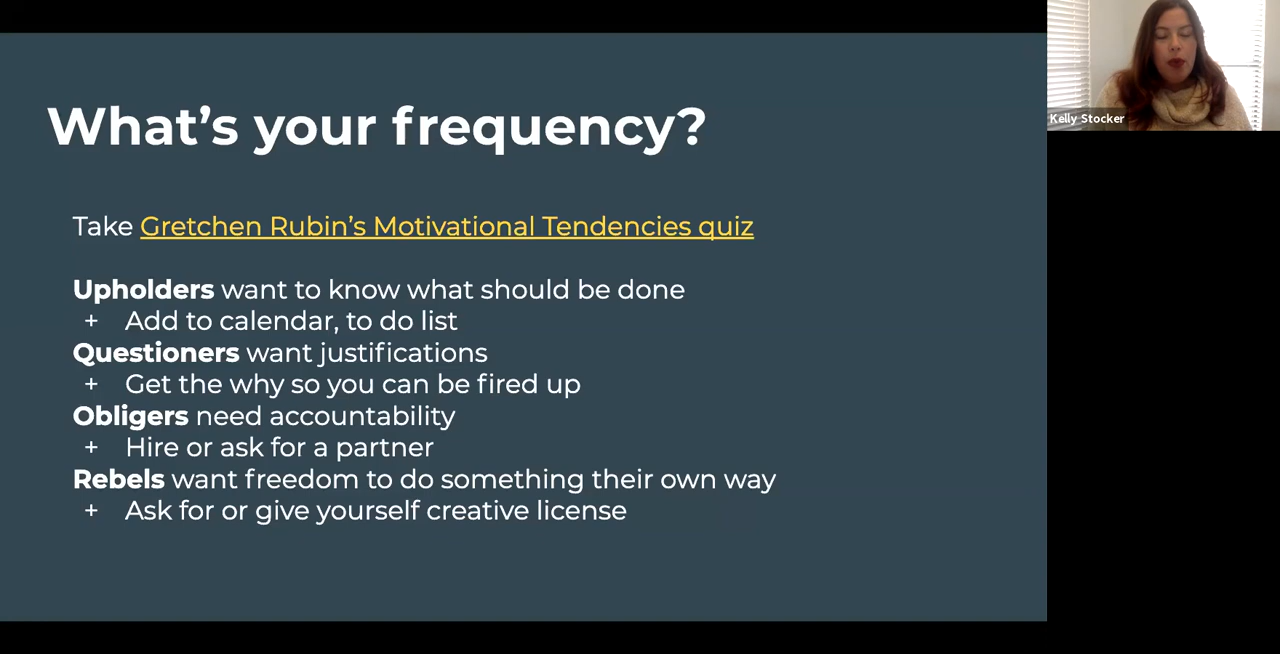 What's your frequency?
Take Gretchen Rubin's Motivational Tendencies quiz
Upholders want to know what should be done
+ Add to calendar, to do list
Questioners want justifications
+ Get the why so you can be fired up
Obligers need accountability
+ Hire or ask for a partner
Rebels want freedom to do something their own way
+ Ask for or give yourself creative license
Kelly Stocker